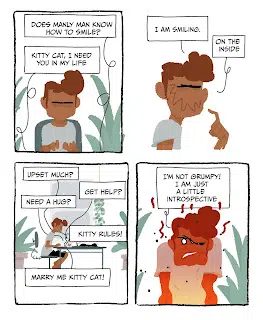 DOES MANLY MAN KNOW
HOW TO SMILE?
KITTY CAT, I NEED
YOU IN MY LIFE
I AM SMILING.
ON THE
INSIDE
UPSET MUCH?
GET HELP?
NEED A HUG?
KITTY RULES!
MARRY ME KITTY CAT!
I'M NOT GRUMPY!
I AM JUST
A LITTLE
INTROSPECTIVE